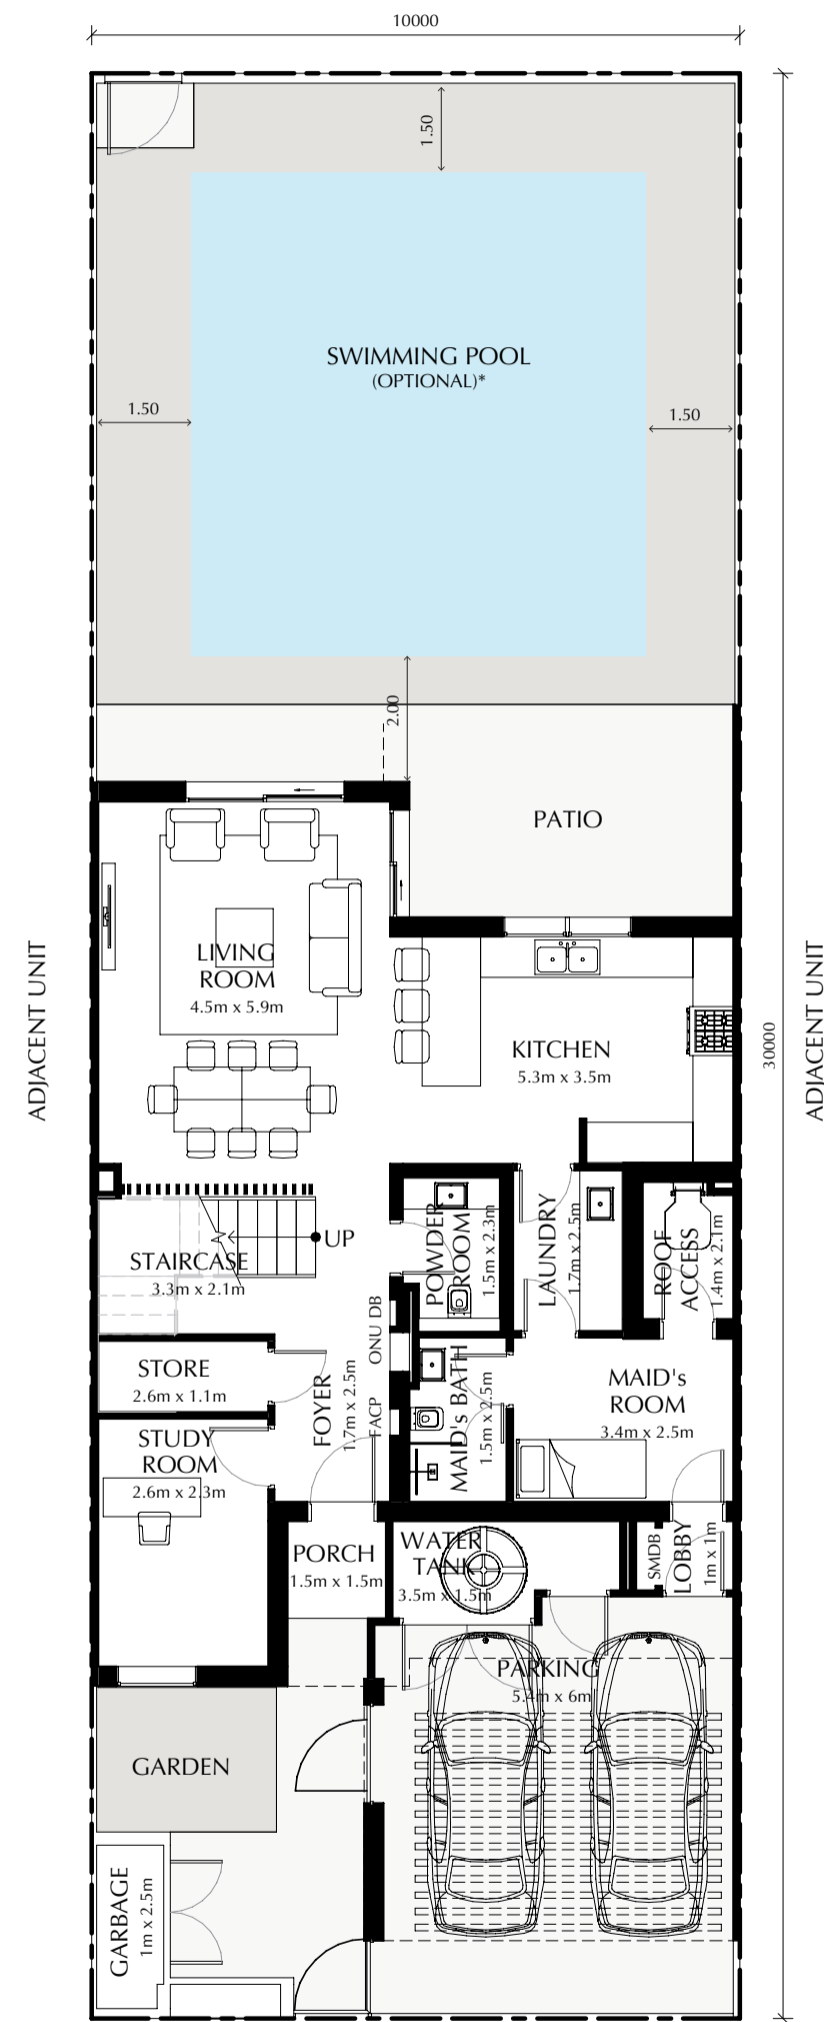 10000
1.50
SWIMMING POOL
(OPTIONAL)*
1.50
1.50
2.00
PATIO
ADJACENT UNIT
ADJACENT UNIT
30000
LIVING
ROOM
4.5m x 5.9m
KITCHEN
5.3m x 3.5m
UP
STAIRCASE
3.3m x 2.1m
POWDER
ROOM
1.5m x 2.3m
LAUNDRY
1.7m x 2.5m
ROOF
ACCESS
1.4m x 2.1m
STORE
2.6m x 1.1m
FOYER
1.7m x 2.5m
ONU DB
FACP
MAID's BATH
1.5m x 2.5m
MAID's
ROOM
3.4m x 2.5m
STUDY
ROOM
2.6m x 2.3m
PORCH
1.5m x 1.5m
WATER
TANK
3.5m x 1.5m
SMDB
LOBBY
1m x 1m
PARKING
5.4m x 6m
GARDEN
GARBAGE
1m x 2.5m